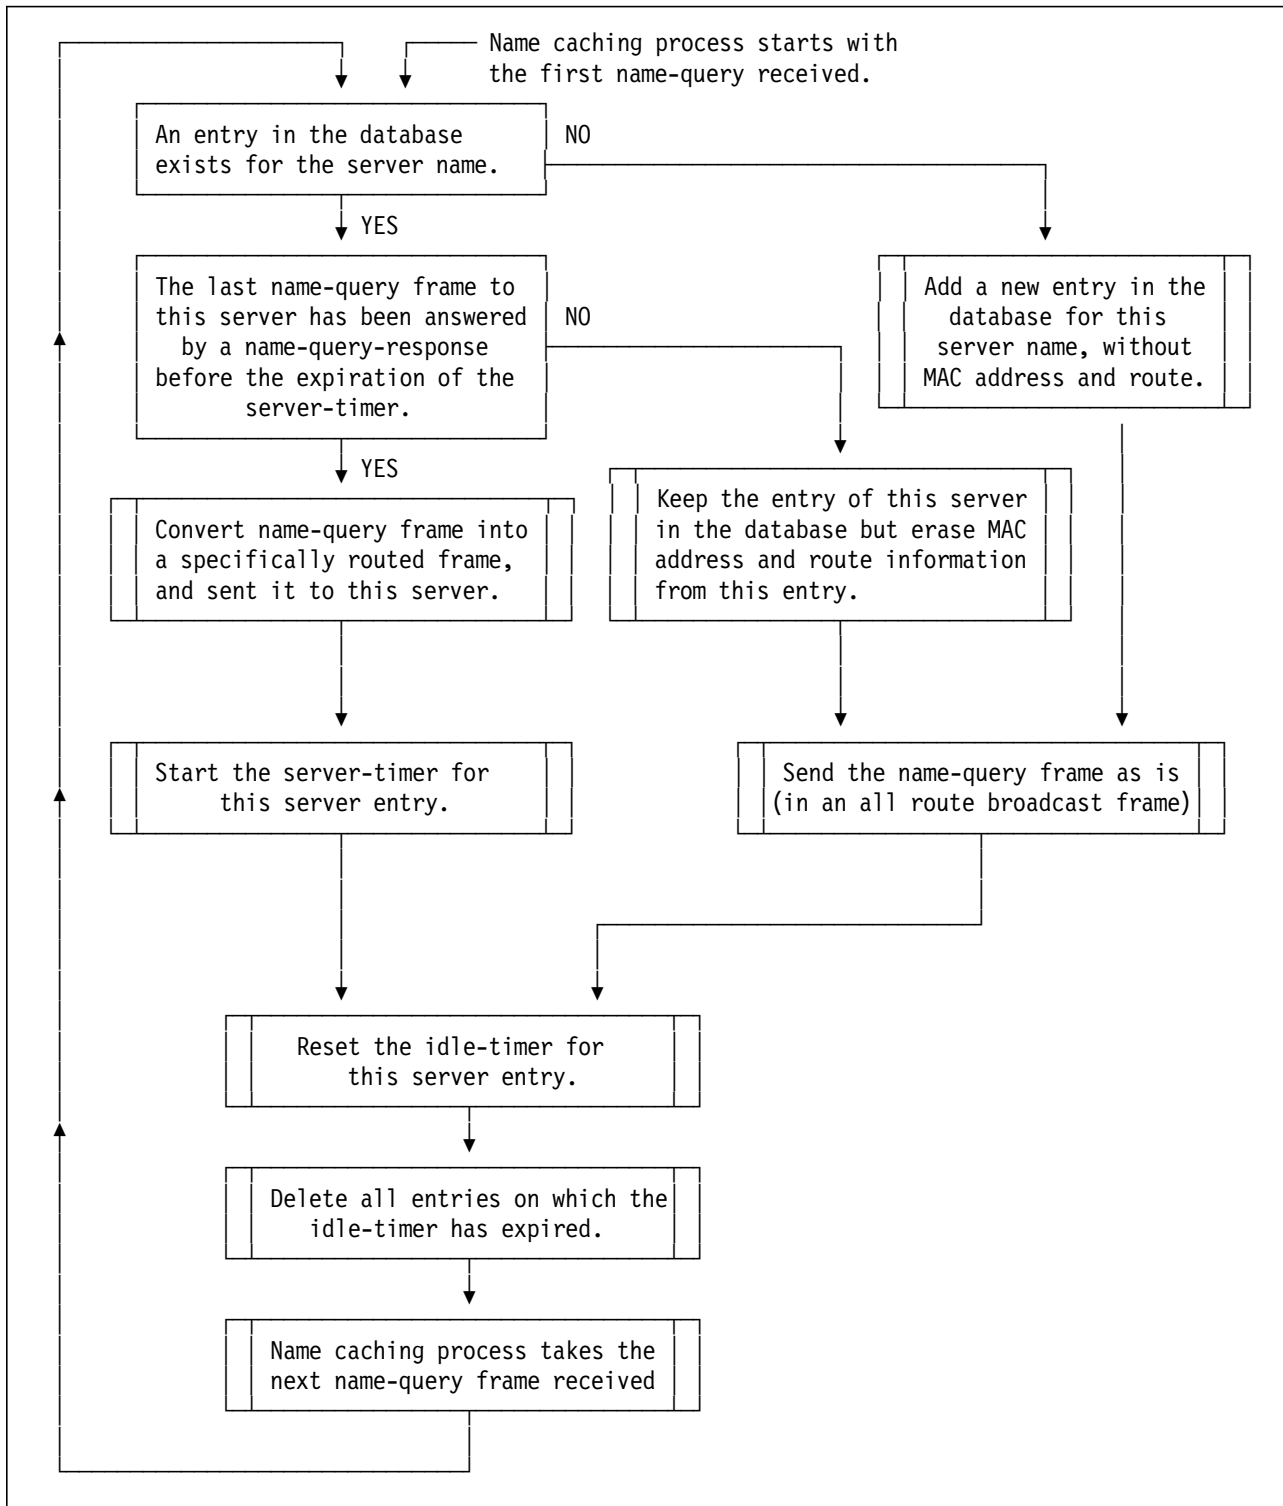 Name caching process starts with
the first name-query received.
An entry in the database
exists for the server name.
NO
YES
The last name-query frame to
this server has been answered
by a name-query-response
before the expiration of the
server-timer.
NO
Add a new entry in the
database for this
server name, without
MAC address and route.
YES
Convert name-query frame into
a specifically routed frame,
and sent it to this server.
Keep the entry of this server
in the database but erase MAC
address and route information
from this entry.
Start the server-timer for
this server entry.
Send the name-query frame as is
(in an all route broadcast frame)
Reset the idle-timer for
this server entry.
Delete all entries on which the
idle-timer has expired.
Name caching process takes the
next name-query frame received